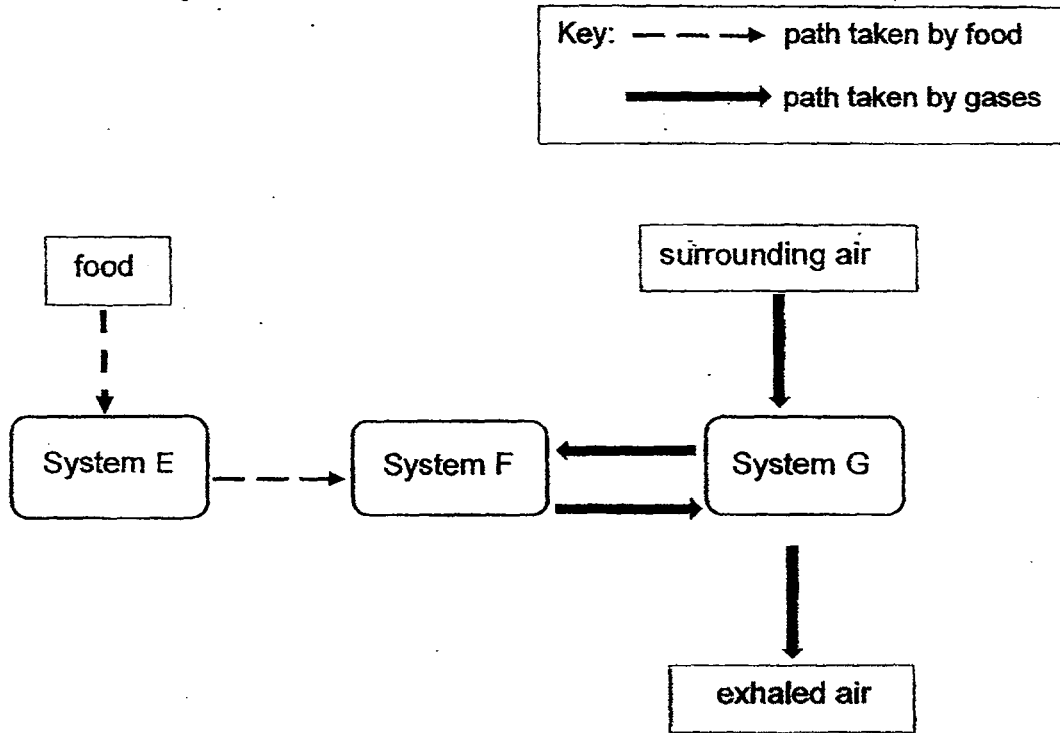 Key: path taken by food
path taken by gases
food
surrounding air
System E
System F
System G
exhaled air